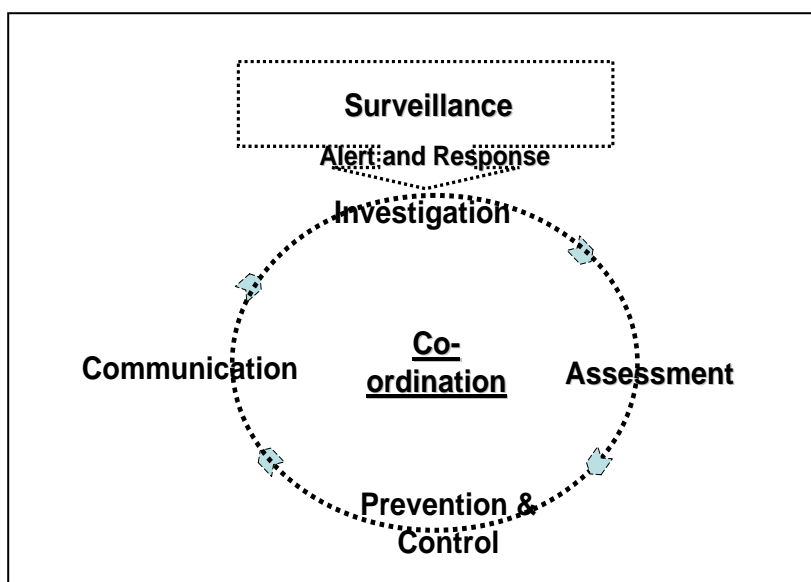 Surveillance
Alert and Response
Investigation
Communication
Co-
ordination
Assessment
Prevention &
Control